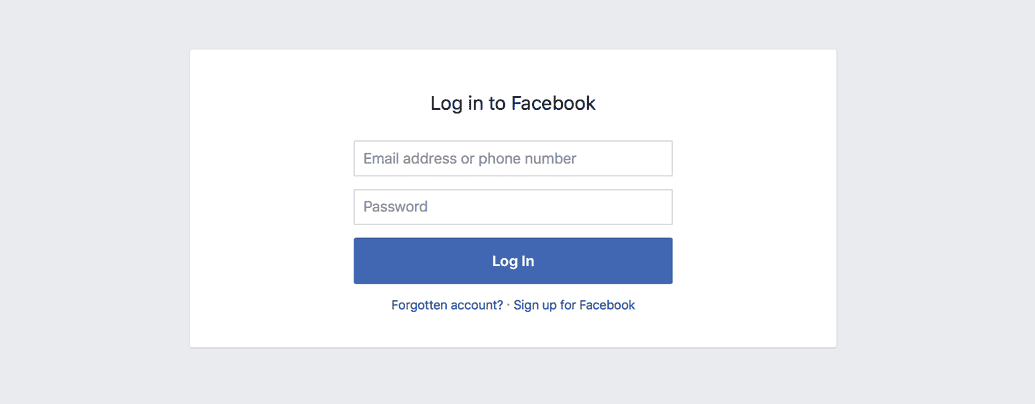 Log in to Facebook
Email address or phone number
Password
Log In
Forgotten account? · Sign up for Facebook